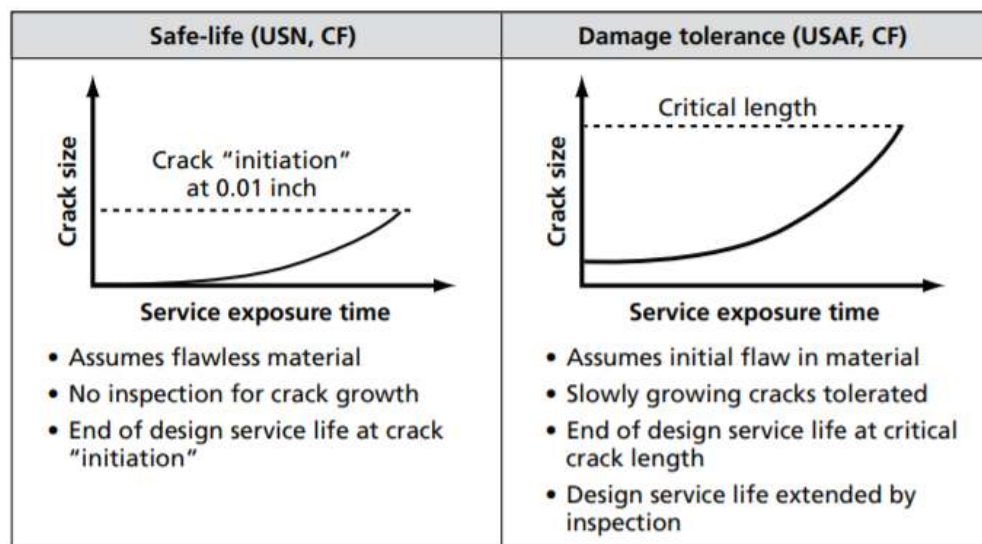 Safe-life (USN, CF)
Crack size
Crack “initiation”
at 0.01 inch
Service exposure time
• Assumes flawless material
• No inspection for crack growth
• End of design service life at crack
“initiation”
Damage tolerance (USAF, CF)
Crack size
Critical length
Service exposure time
• Assumes initial flaw in material
• Slowly growing cracks tolerated
• End of design service life at critical
crack length
• Design service life extended by
inspection